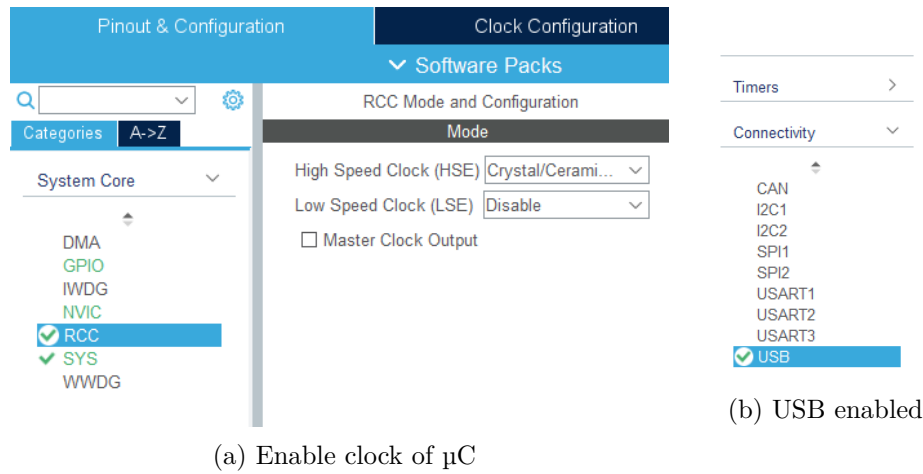 Pinout & Configuration
Clock Configuration
Software Packs
RCC Mode and Configuration
Categories A->Z
Mode
System Core
High Speed Clock (HSE) Crystal/Cerami...
Low Speed Clock (LSE) Disable
Master Clock Output
DMA
GPIO
IWDG
NVIC
RCC
SYS
WWDG
(a) Enable clock of µC
Timers
Connectivity
CAN
I2C1
I2C2
SPI1
SPI2
USART1
USART2
USART3
USB
(b) USB enabled